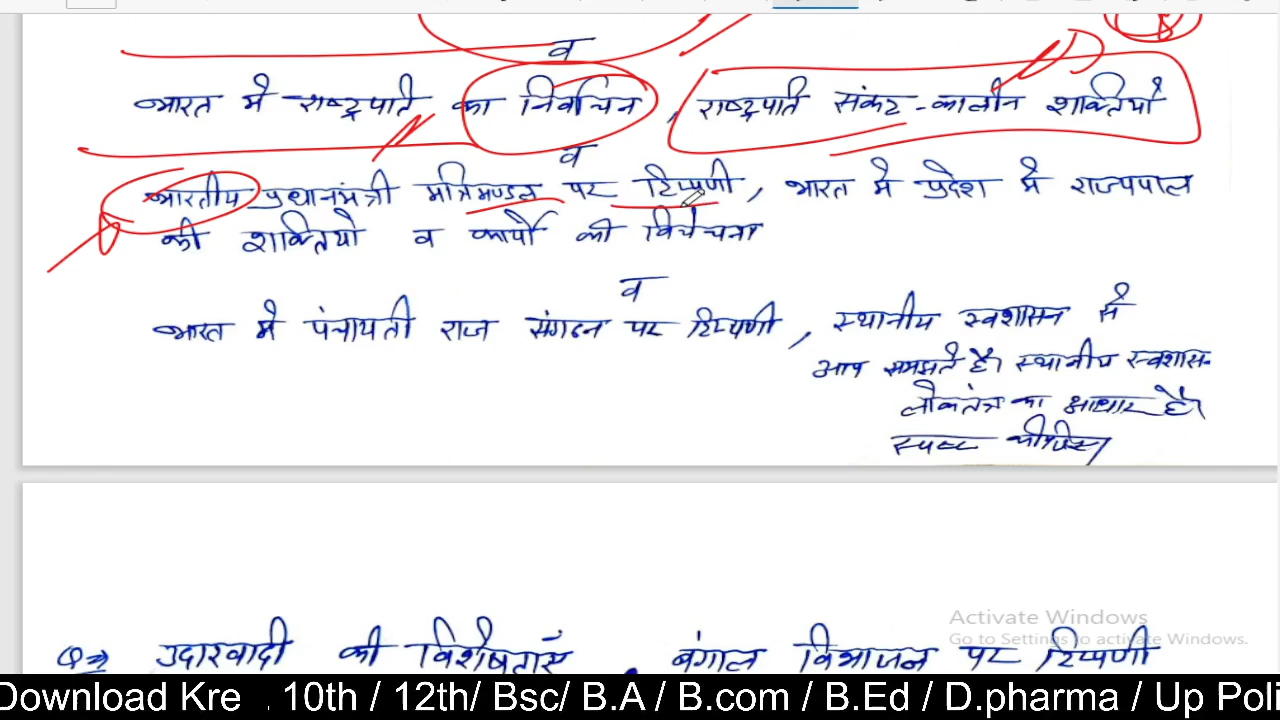 व
भारत मे राष्ट्रपति का निर्वाचन , राष्ट्रपति संकट-कालीन शक्तियाँ
व
भारतीय प्रधानमंत्री मंत्रिमण्डल पर टिप्पणी, भारत मे प्रदेश मे राज्यपाल
की शक्तियो व कार्यो की विवेचना
व
भारत मे पंचायती राज संगठन पर टिप्पणी , स्थानीय स्वशासन से
आप समझते है। स्थानीय स्वशास-
लोकतंत्र का आधार है।
स्पष्ट कीजिए
Activate Windows
Go to Settings to activate Windows.
उदारवादी की विशेषताएँ , बंगाल विभाजन पर टिप्पणी
Download Kre . 10th / 12th/ Bsc/ B.A / B.com / B.Ed / D.pharma / Up Poli